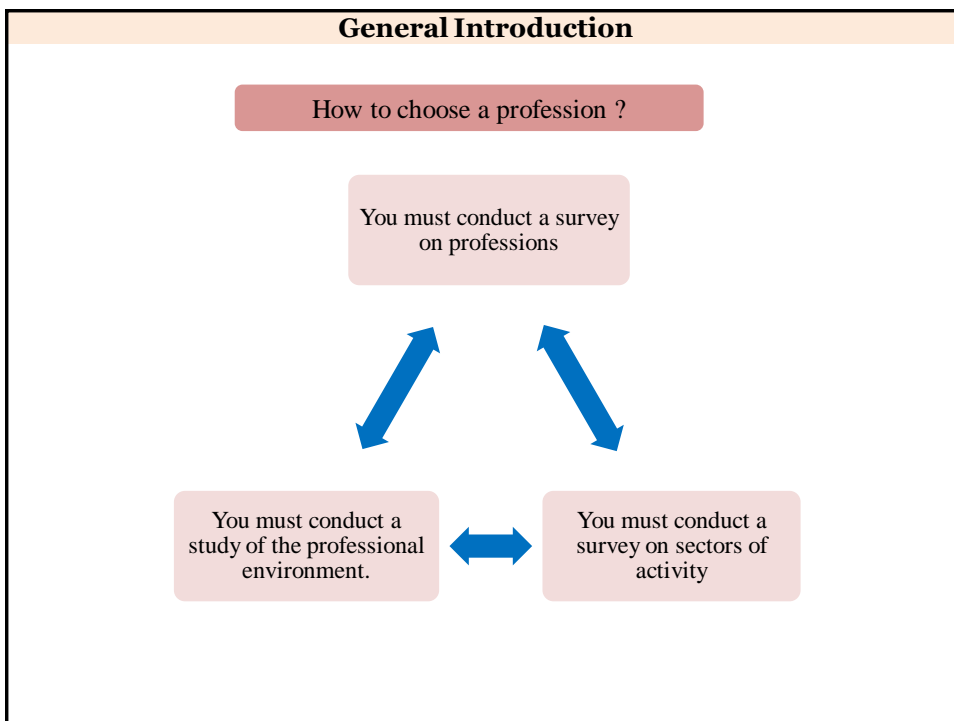 General Introduction
How to choose a profession ?
You must conduct a survey
on professions
You must conduct a
study of the professional
environment.
You must conduct a
survey on sectors of
activity